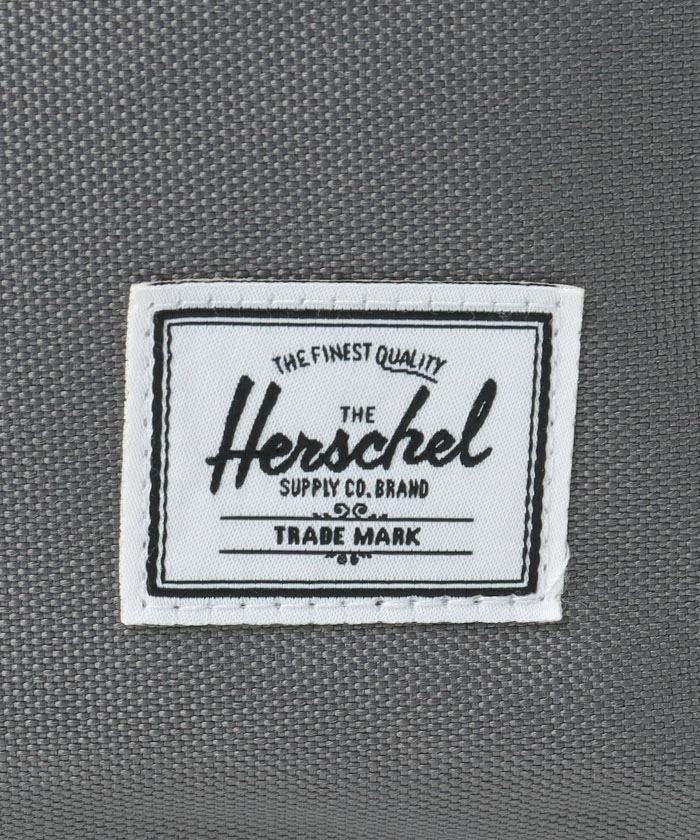 THE FINEST QUALITY
THE
Herschel
SUPPLY CO. BRAND
TRADE MARK